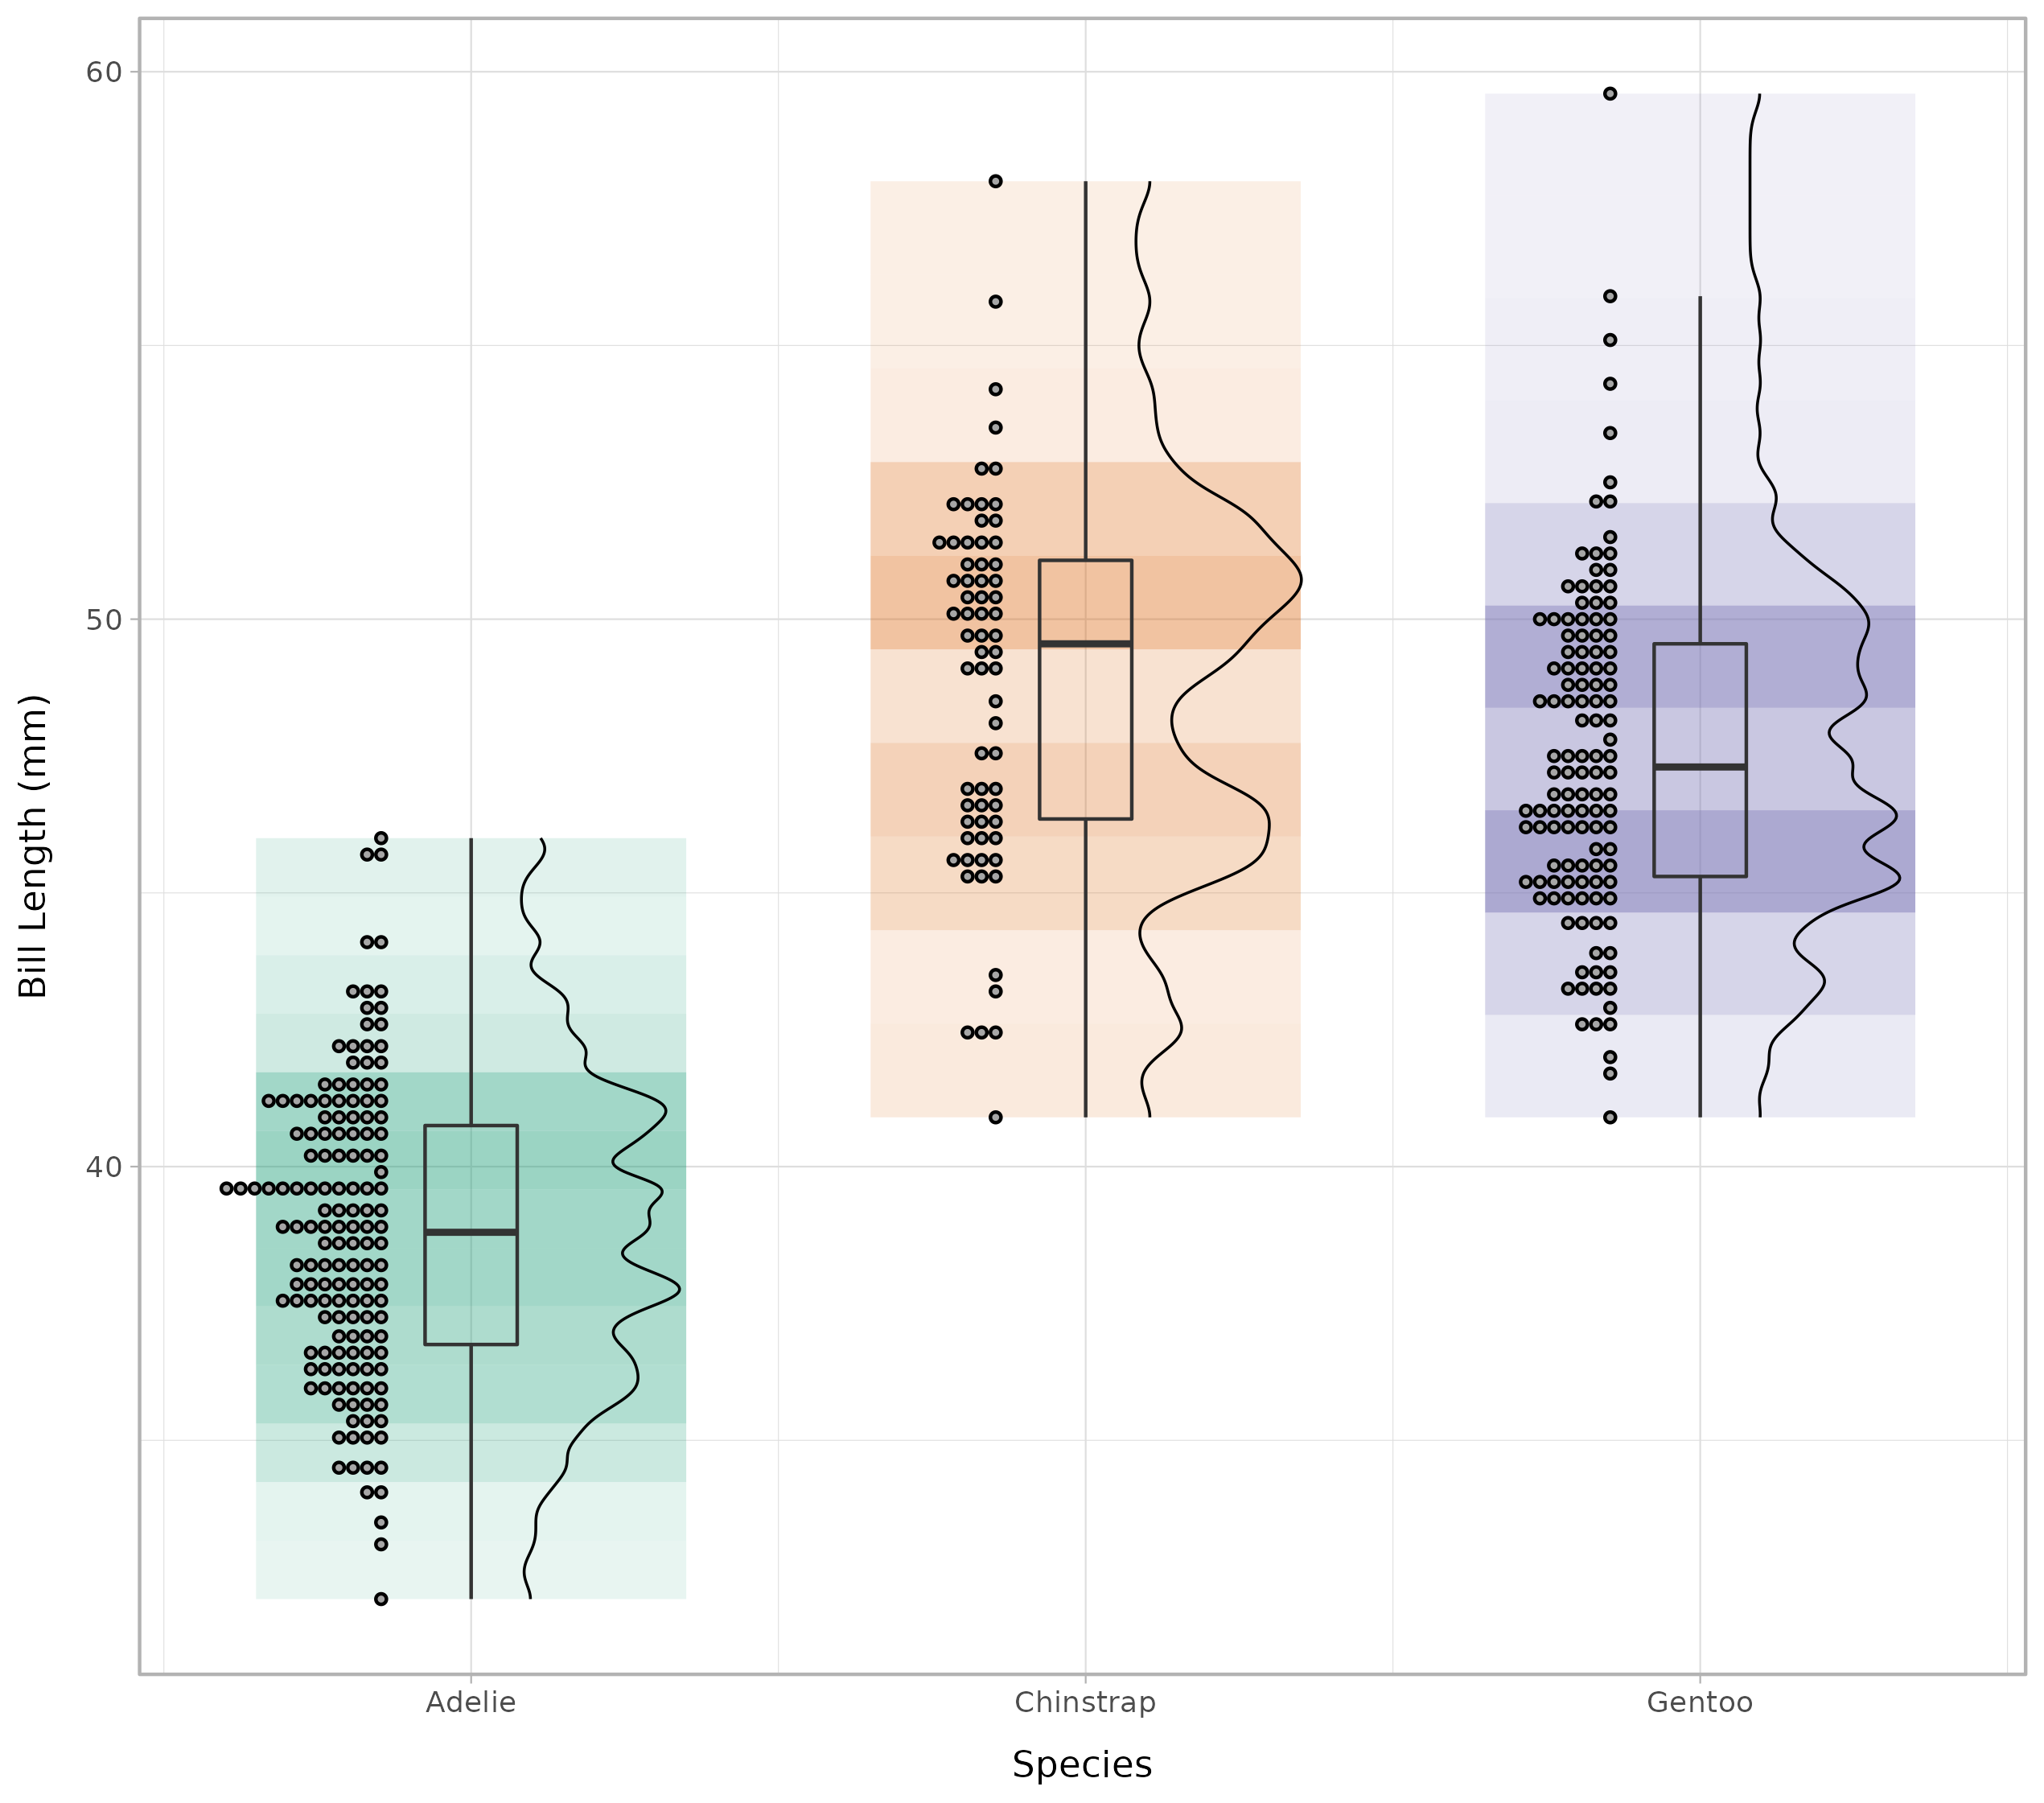 60
50
40
Bill Length (mm)
Adelie
Chinstrap
Gentoo
Species